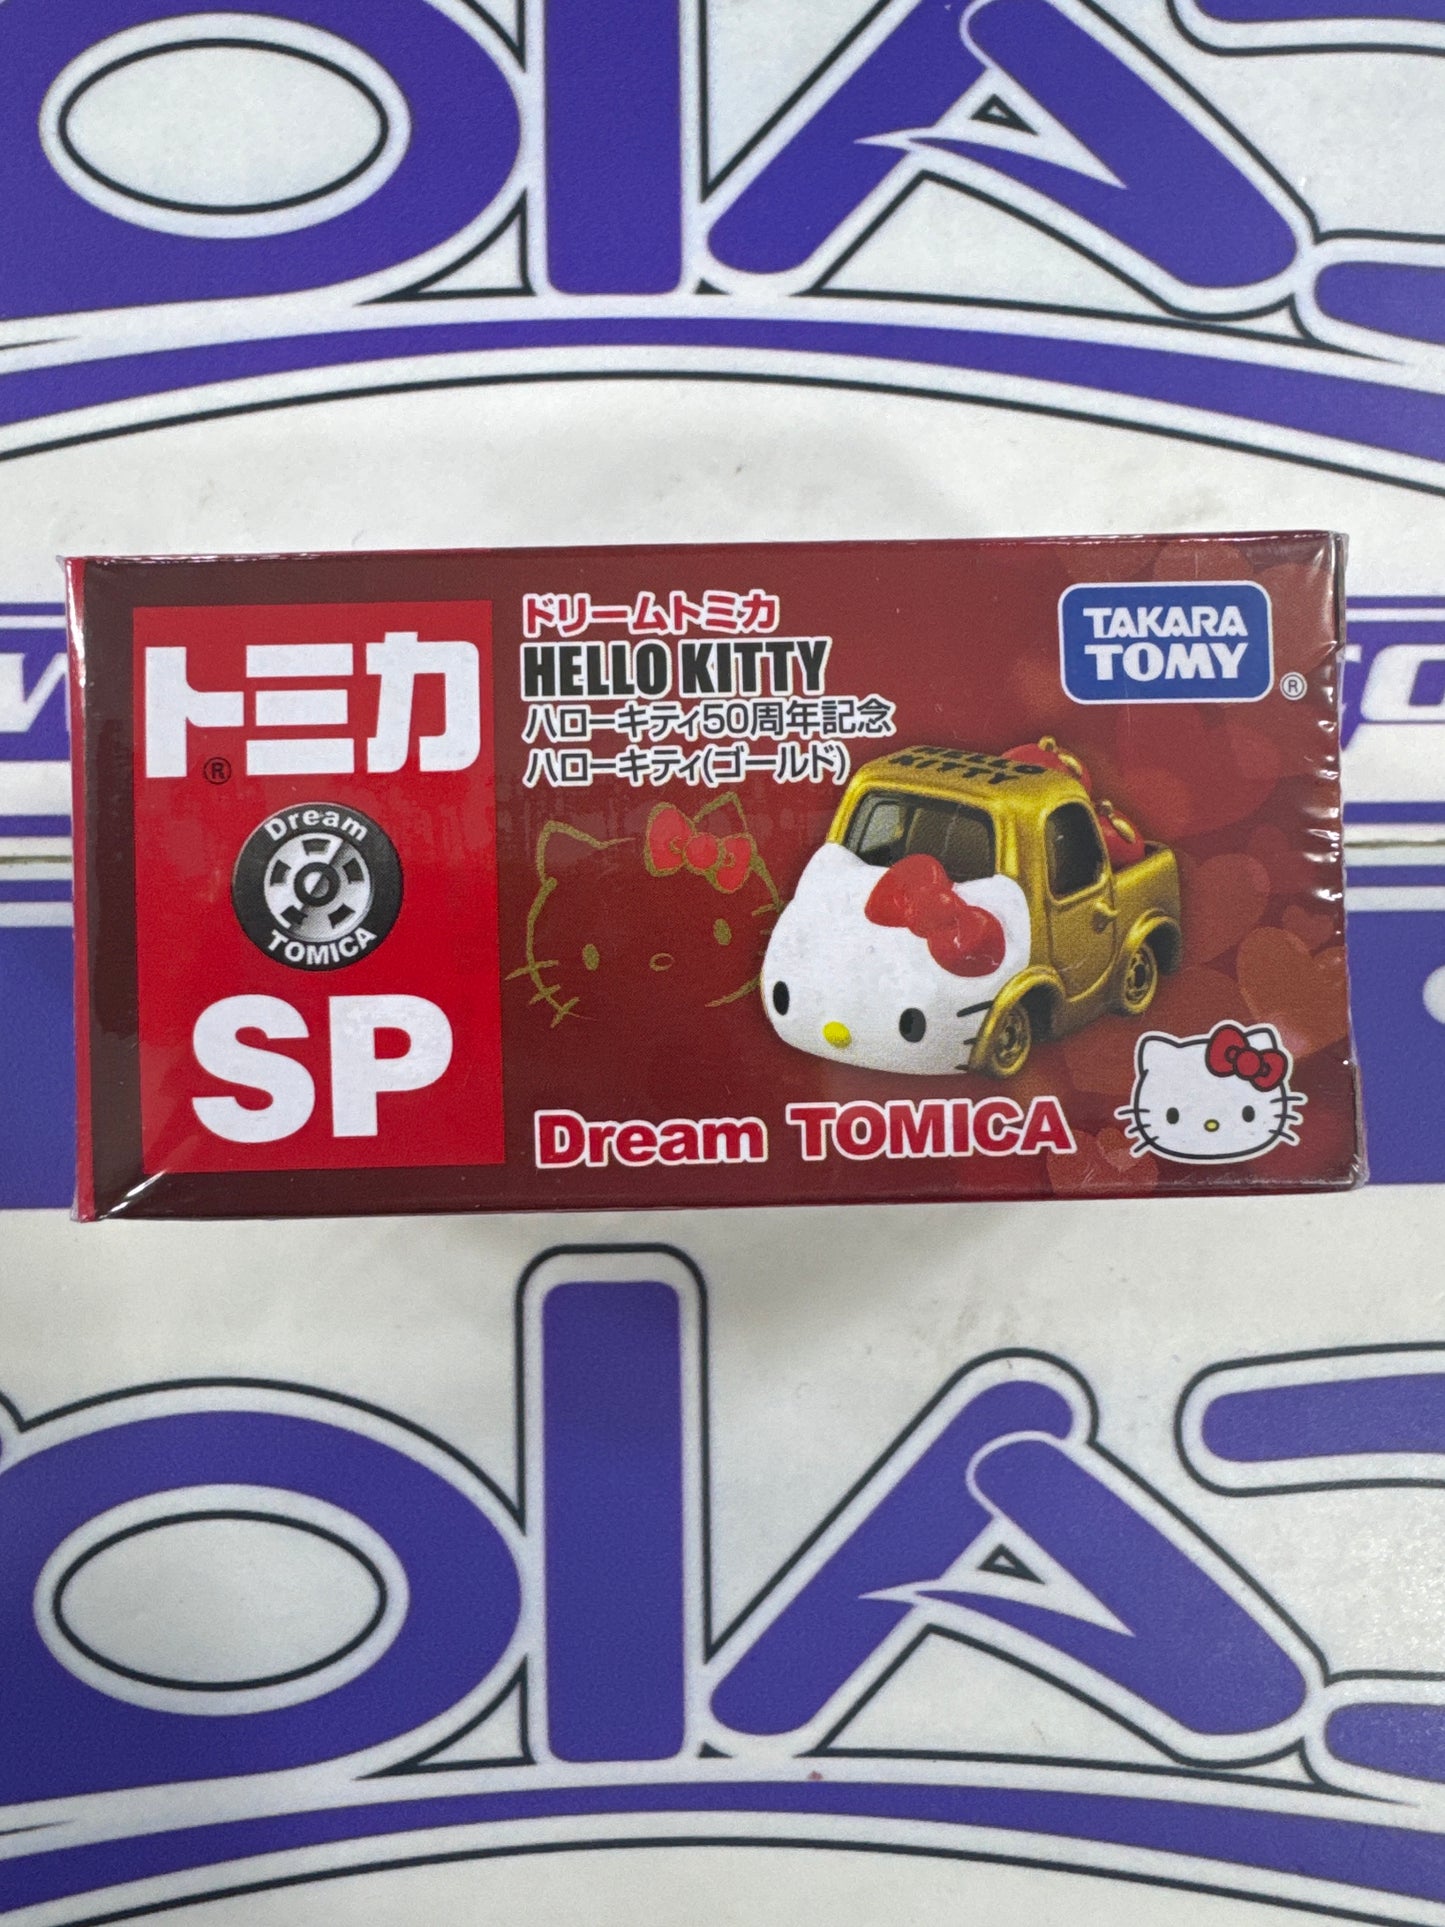 トミカ
®
Dream
TOMICA
SP
ドリームトミカ
HELLO KITTY
ハローキティ50周年記念
ハローキティ(ゴールド)
TAKARA
TOMY
®
HELLO
KITTY
Dream TOMICA